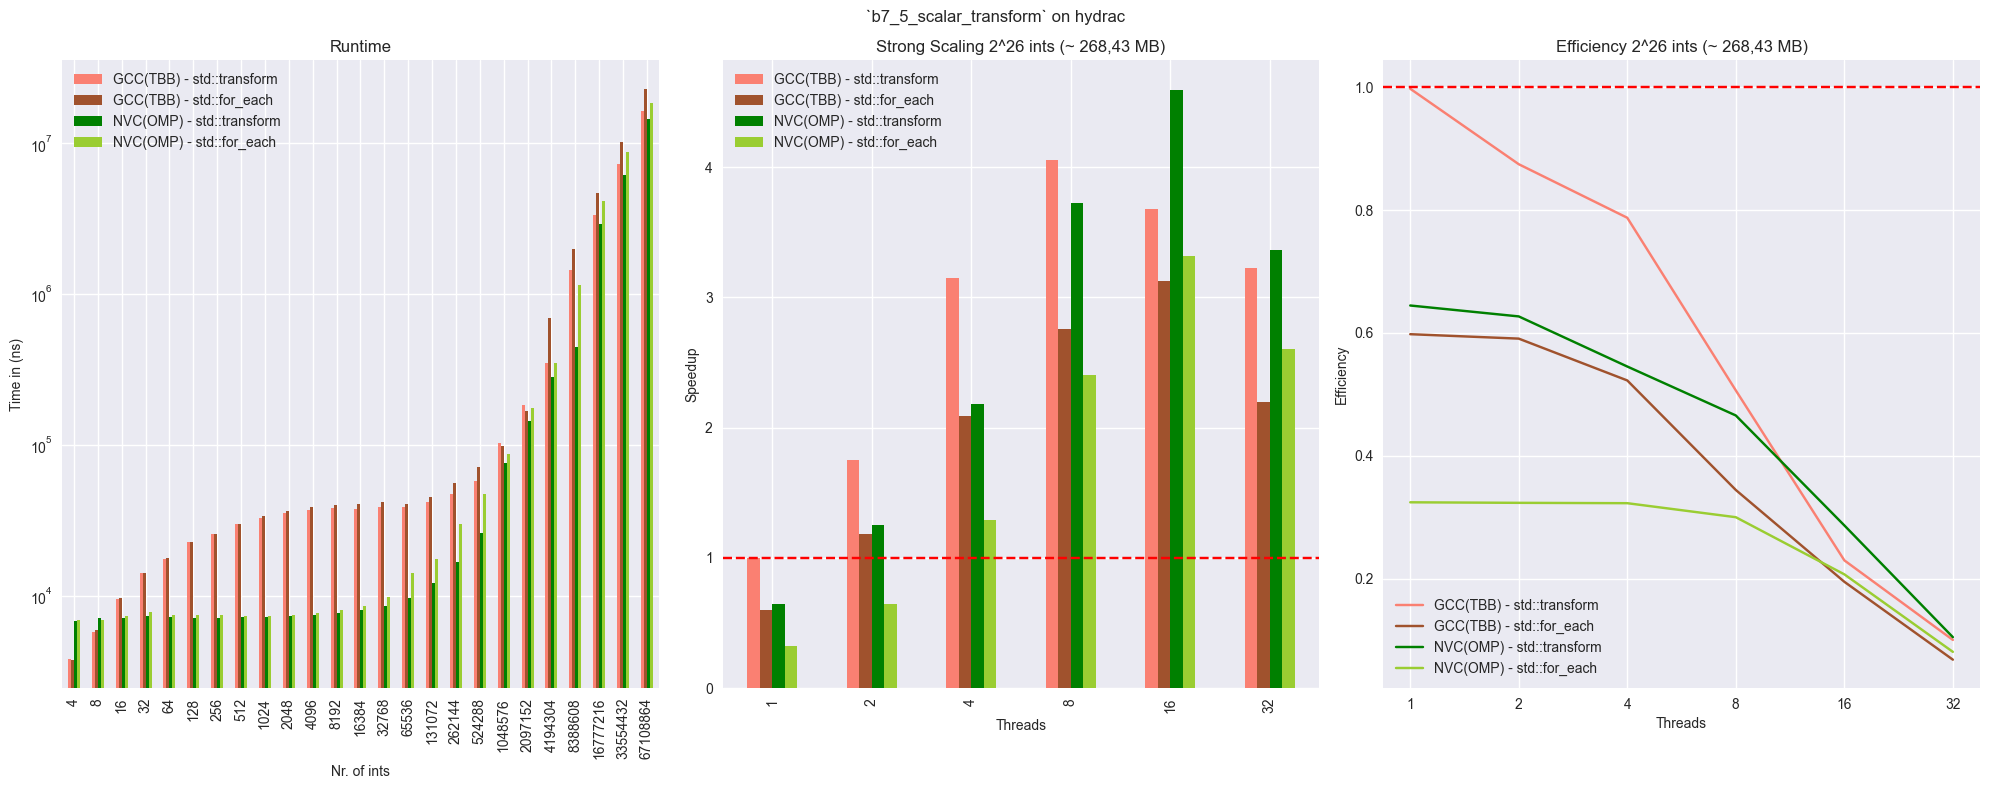 `b7_5_scalar_transform` on hydrac
Runtime
GCC(TBB) - std::transform
GCC(TBB) - std::for_each
NVC(OMP) - std::transform
NVC(OMP) - std::for_each
Time in (ns)
10^7
10^6
10^5
10^4
4
8
16
32
64
128
256
512
1024
2048
4096
8192
16384
32768
65536
131072
262144
524288
1048576
2097152
4194304
8388608
16777216
33554432
67108864
Nr. of ints
Strong Scaling 2^26 ints (~ 268,43 MB)
GCC(TBB) - std::transform
GCC(TBB) - std::for_each
NVC(OMP) - std::transform
NVC(OMP) - std::for_each
Speedup
4
3
2
1
0
1
2
4
8
16
32
Threads
Efficiency 2^26 ints (~ 268,43 MB)
Efficiency
1.0
0.8
0.6
0.4
0.2
GCC(TBB) - std::transform
GCC(TBB) - std::for_each
NVC(OMP) - std::transform
NVC(OMP) - std::for_each
1
2
4
8
16
32
Threads